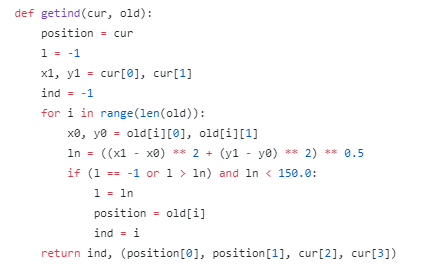 def getind(cur, old):
    position = cur
    l = -1
    x1, y1 = cur[0], cur[1]
    ind = -1
    for i in range(len(old)):
        x0, y0 = old[i][0], old[i][1]
        ln = ((x1 - x0) ** 2 + (y1 - y0) ** 2) ** 0.5
        if (l == -1 or l > ln) and ln < 150.0:
            l = ln
            position = old[i]
            ind = i
    return ind, (position[0], position[1], cur[2], cur[3])